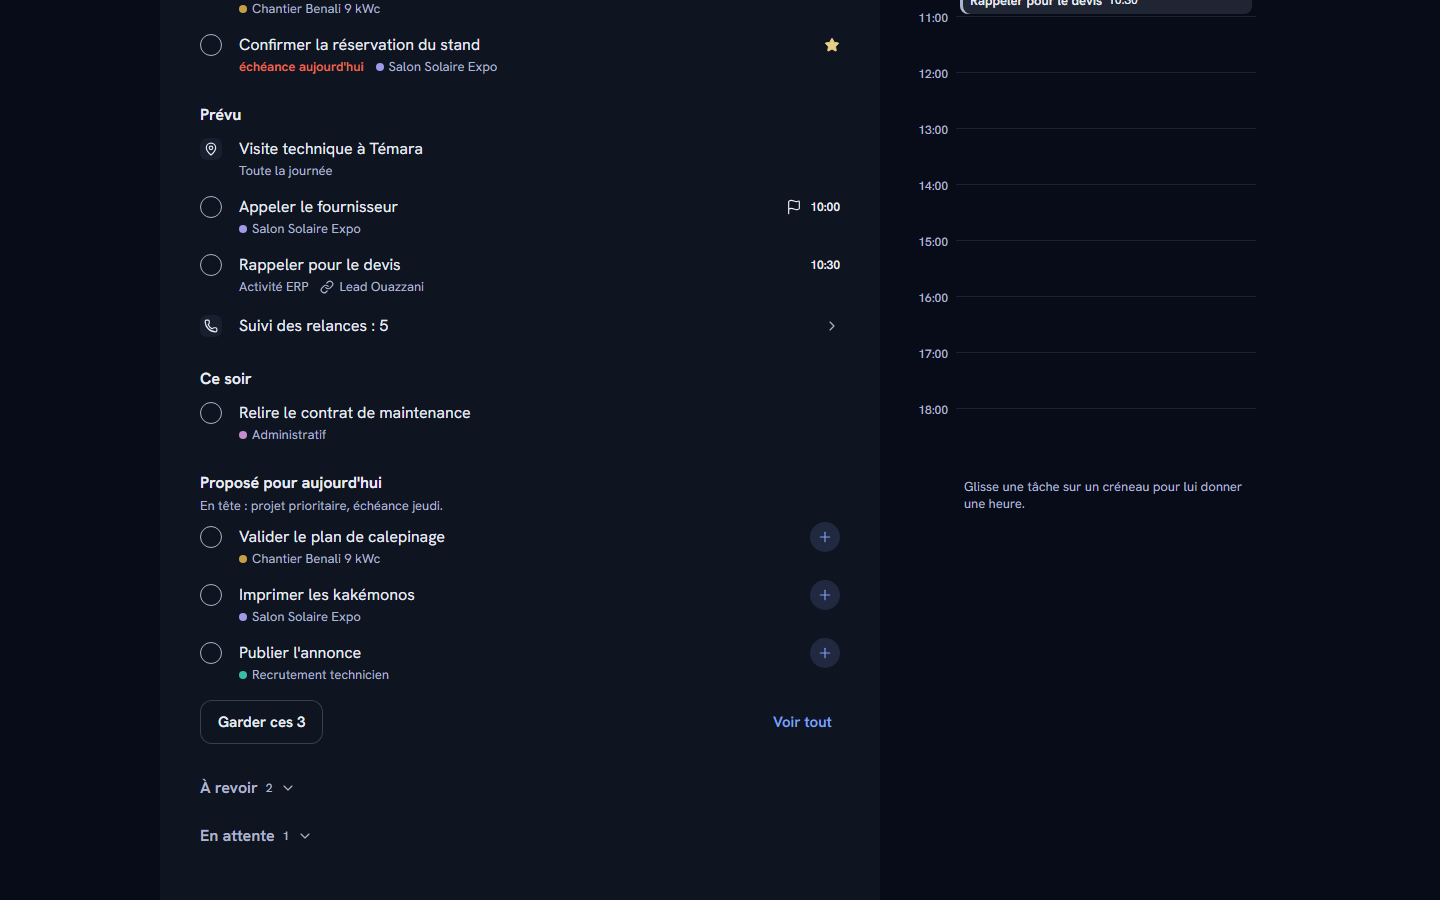 Chantier Benali 9 kWc
Confirmer la réservation du stand
échéance aujourd'hui Salon Solaire Expo
Prévu
Visite technique à Témara
Toute la journée
Appeler le fournisseur 10:00
Salon Solaire Expo
Rappeler pour le devis 10:30
Activité ERP Lead Ouazzani
Suivi des relances : 5
Ce soir
Relire le contrat de maintenance
Administratif
Proposé pour aujourd'hui
En tête : projet prioritaire, échéance jeudi.
Valider le plan de calepinage
Chantier Benali 9 kWc
Imprimer les kakémonos
Salon Solaire Expo
Publier l'annonce
Recrutement technicien
Garder ces 3 Voir tout
À revoir 2
En attente 1
Rappeler pour le devis 10:30
11:00
12:00
13:00
14:00
15:00
16:00
17:00
18:00
Glisse une tâche sur un créneau pour lui donner
une heure.